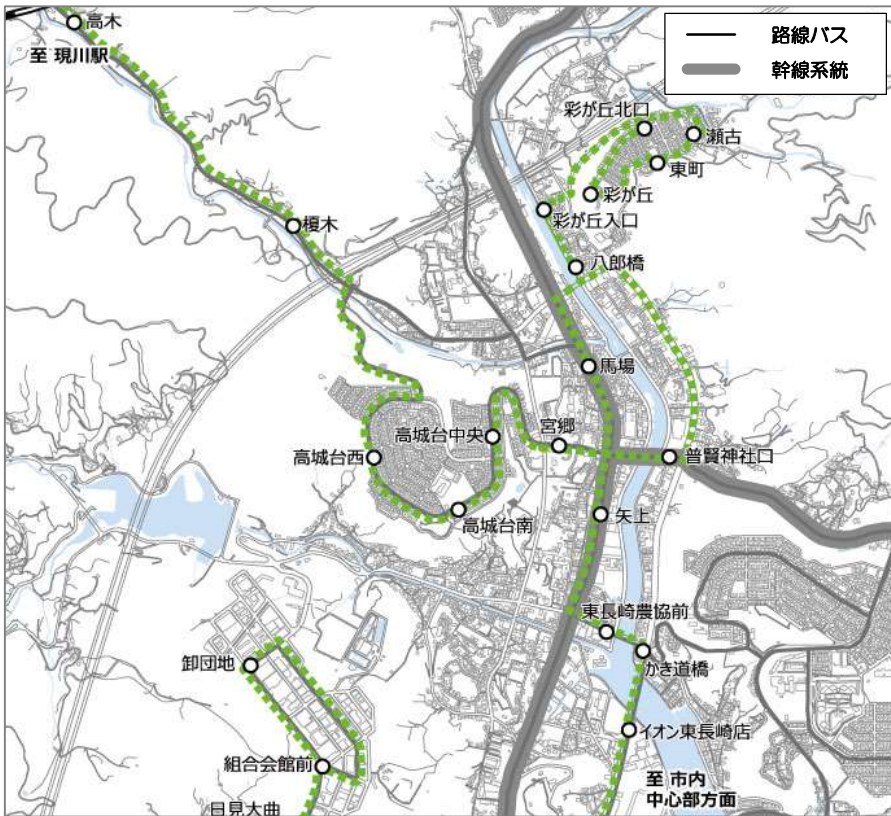 高木
至 現川駅
路線バス
幹線系統
彩が丘北口
瀬古
東町
彩が丘
彩が丘入口
榎木
八郎橋
馬場
高城台中央
宮郷
高城台西
普賢神社口
高城台南
矢上
東長崎農協前
卸団地
かき道橋
イオン東長崎店
組合会館前
至 市内
中心部方面
日見大曲